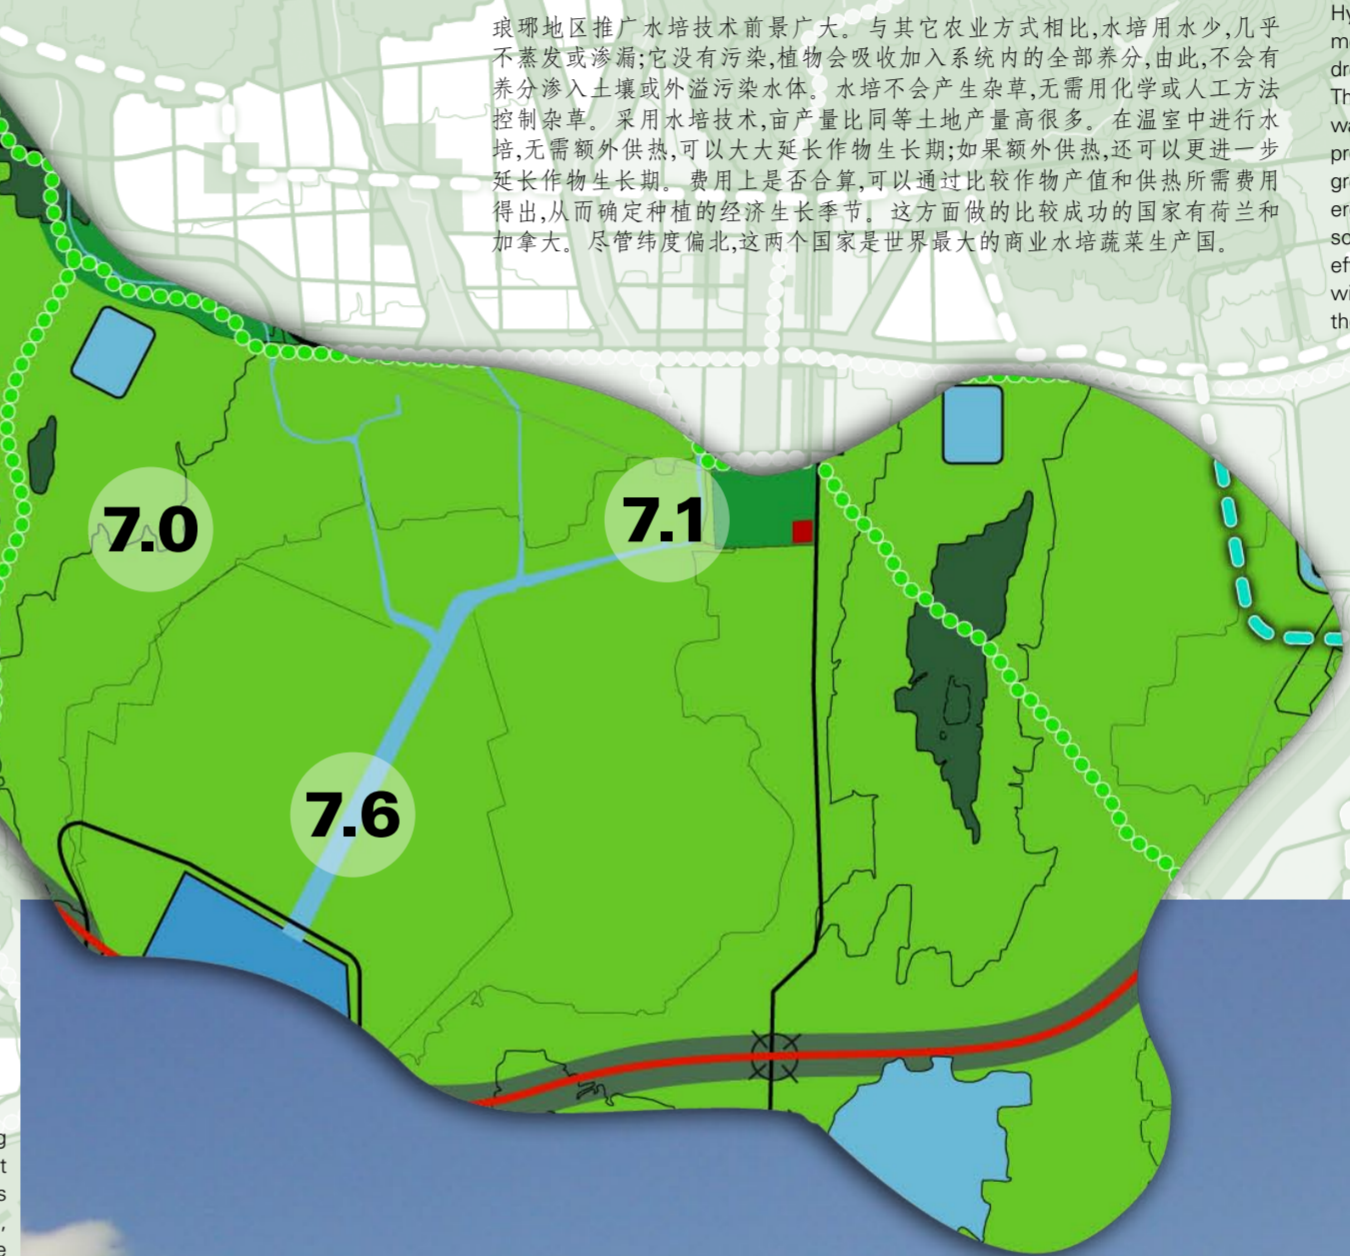 琅琊地区推广水培技术前景广大。与其它农业方式相比,水培用水少,几乎
不蒸发或渗漏;它没有污染,植物会吸收加入系统内的全部养分,由此,不会有
养分渗入土壤或外溢污染水体。水培不会产生杂草,无需用化学或人工方法
控制杂草。采用水培技术,亩产量比同等土地产量高很多。在温室中进行水
培,无需额外供热,可以大大延长作物生长期;如果额外供热,还可以更进一步
延长作物生长期。费用上是否合算,可以通过比较作物产值和供热所需费用
得出,从而确定种植的经济生长季节。这方面做的比较成功的国家有荷兰和
加拿大。尽管纬度偏北,这两个国家是世界最大的商业水培蔬菜生产国。
7.0
7.1
7.6